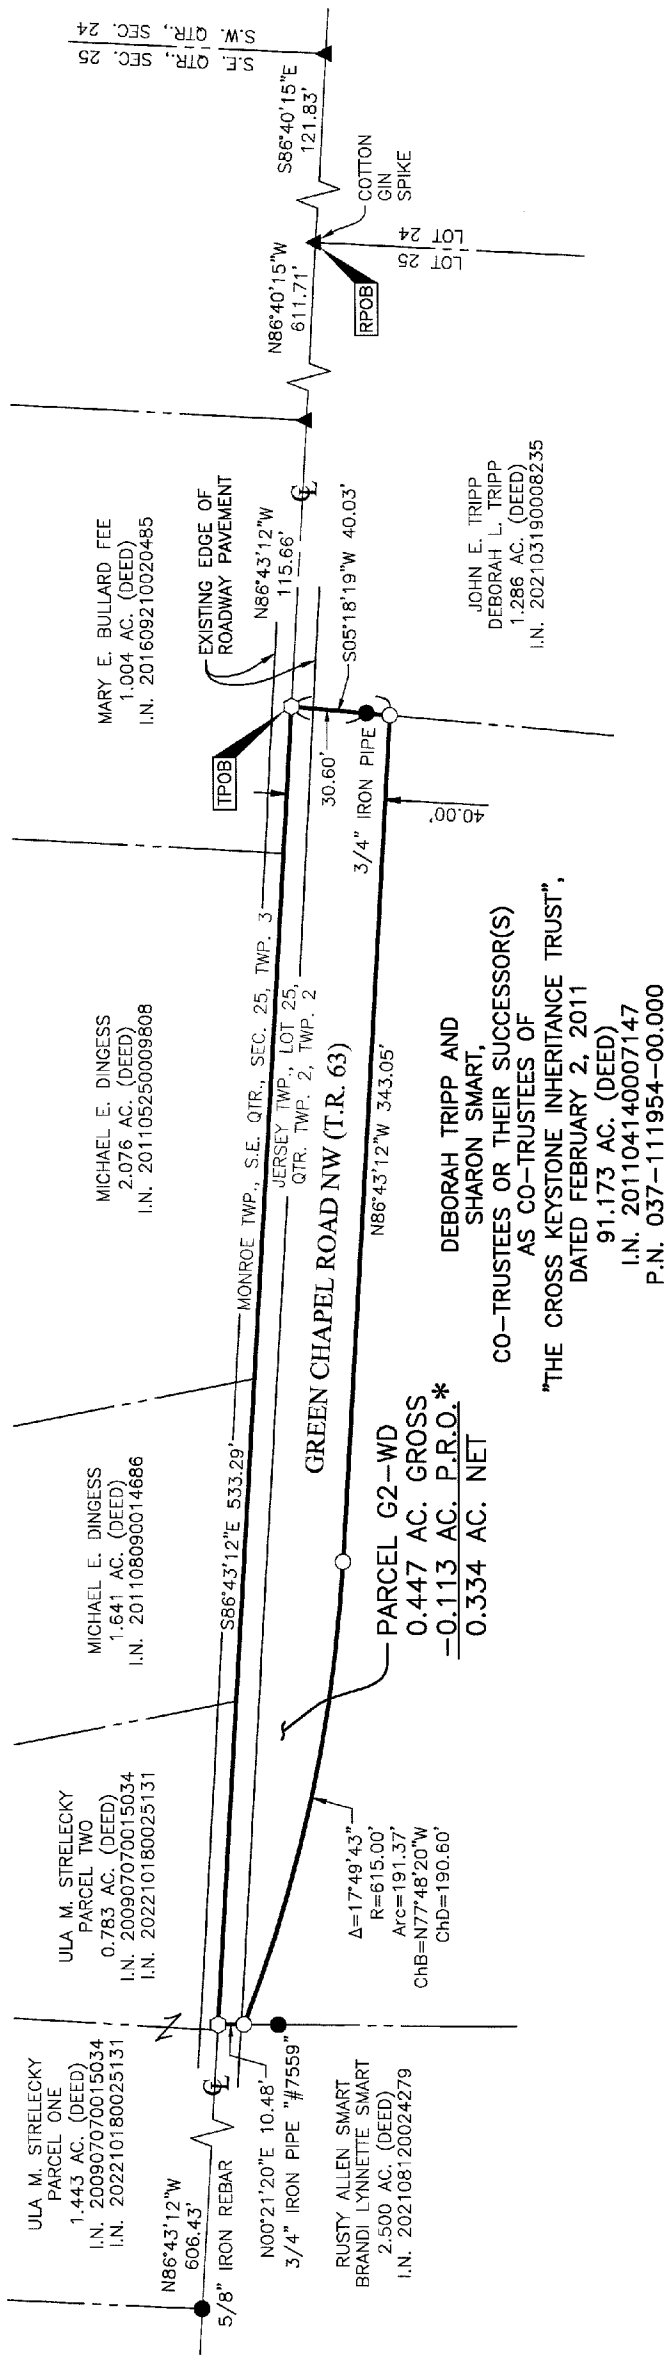 ULA M. STRELECKY
PARCEL ONE
1.443 AC. (DEED)
I.N. 200907070015034
I.N. 202210180025131
N86°43'12"W
606.43'
5/8" IRON REBAR
CL
N00°21'20"E 10.48'
3/4" IRON PIPE "#7559"
RUSTY ALLEN SMART
BRANDI LYNNETTE SMART
2.500 AC. (DEED)
I.N. 202108120024279
ULA M. STRELECKY
PARCEL TWO
0.783 AC. (DEED)
I.N. 200907070015034
I.N. 202210180025131
Δ=17°49'43"
R=615.00'
Arc=191.37'
ChB=N77°48'20"W
ChD=190.60'
MICHAEL E. DINGESS
1.641 AC. (DEED)
I.N. 201108090014686
S86°43'12"E 533.29'
PARCEL G2-WD
0.447 AC. GROSS
-0.113 AC. P.R.O.*
0.334 AC. NET
MICHAEL E. DINGESS
2.076 AC. (DEED)
I.N. 201105250009808
MONROE TWP., S.E. QTR., SEC. 25, TWP. 3
JERSEY TWP., LOT 25,
QTR. TWP. 2, TWP. 2
GREEN CHAPEL ROAD NW (T.R. 63)
N86°43'12"W 343.05'
DEBORAH TRIPP AND
SHARON SMART,
CO-TRUSTEES OR THEIR SUCCESSOR(S)
AS CO-TRUSTEES OF
"THE CROSS KEYSTONE INHERITANCE TRUST",
DATED FEBRUARY 2, 2011
91.173 AC. (DEED)
I.N. 201104140007147
P.N. 037-111954-00.000
MARY E. BULLARD FEE
1.004 AC. (DEED)
I.N. 201609210020485
EXISTING EDGE OF
ROADWAY PAVEMENT
TPOB
30.60'
3/4" IRON PIPE
40.00'
N86°43'12"W
115.66'
S05°18'19"W 40.03'
CL
JOHN E. TRIPP
DEBORAH L. TRIPP
1.286 AC. (DEED)
I.N. 202103190008235
N86°40'15"W
611.71'
RPOB
COTTON
GIN
SPIKE
LOT 25
LOT 24
S86°40'15"E
121.83'
S.E. QTR., SEC. 25
S.W. QTR., SEC. 24